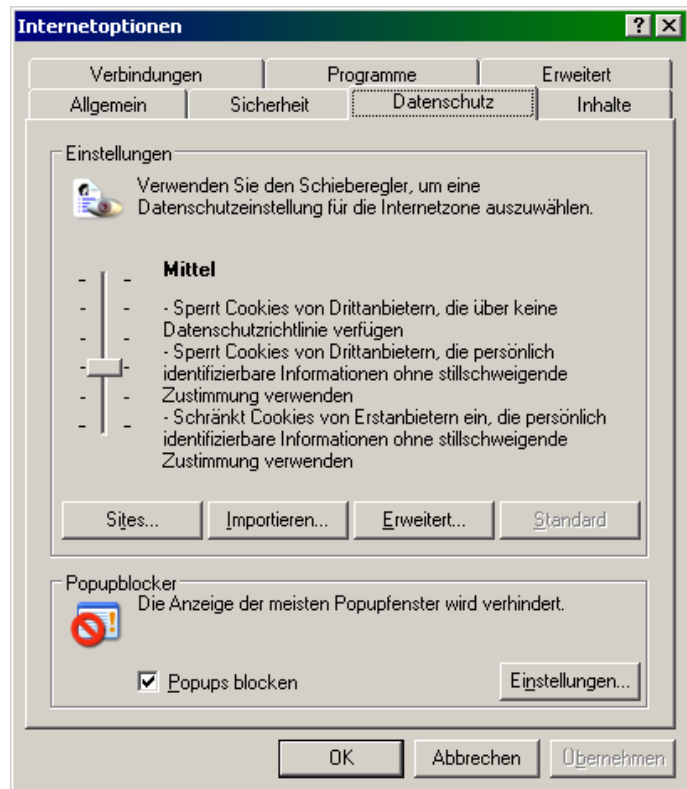 Internetoptionen
Verbindungen Programme Erweitert
Allgemein Sicherheit Datenschutz Inhalte
Einstellungen
Verwenden Sie den Schieberegler, um eine
Datenschutzeinstellung für die Internetzone auszuwählen.
Mittel
- Sperrt Cookies von Drittanbietern, die über keine
Datenschutzrichtlinie verfügen
- Sperrt Cookies von Drittanbietern, die persönlich
identifizierbare Informationen ohne stillschweigende
Zustimmung verwenden
- Schränkt Cookies von Erstanbietern ein, die persönlich
identifizierbare Informationen ohne stillschweigende
Zustimmung verwenden
Sites... Importieren... Erweitert... Standard
Popupblocker
Die Anzeige der meisten Popupfenster wird verhindert.
Popups blocken Einstellungen...
OK Abbrechen Übernehmen